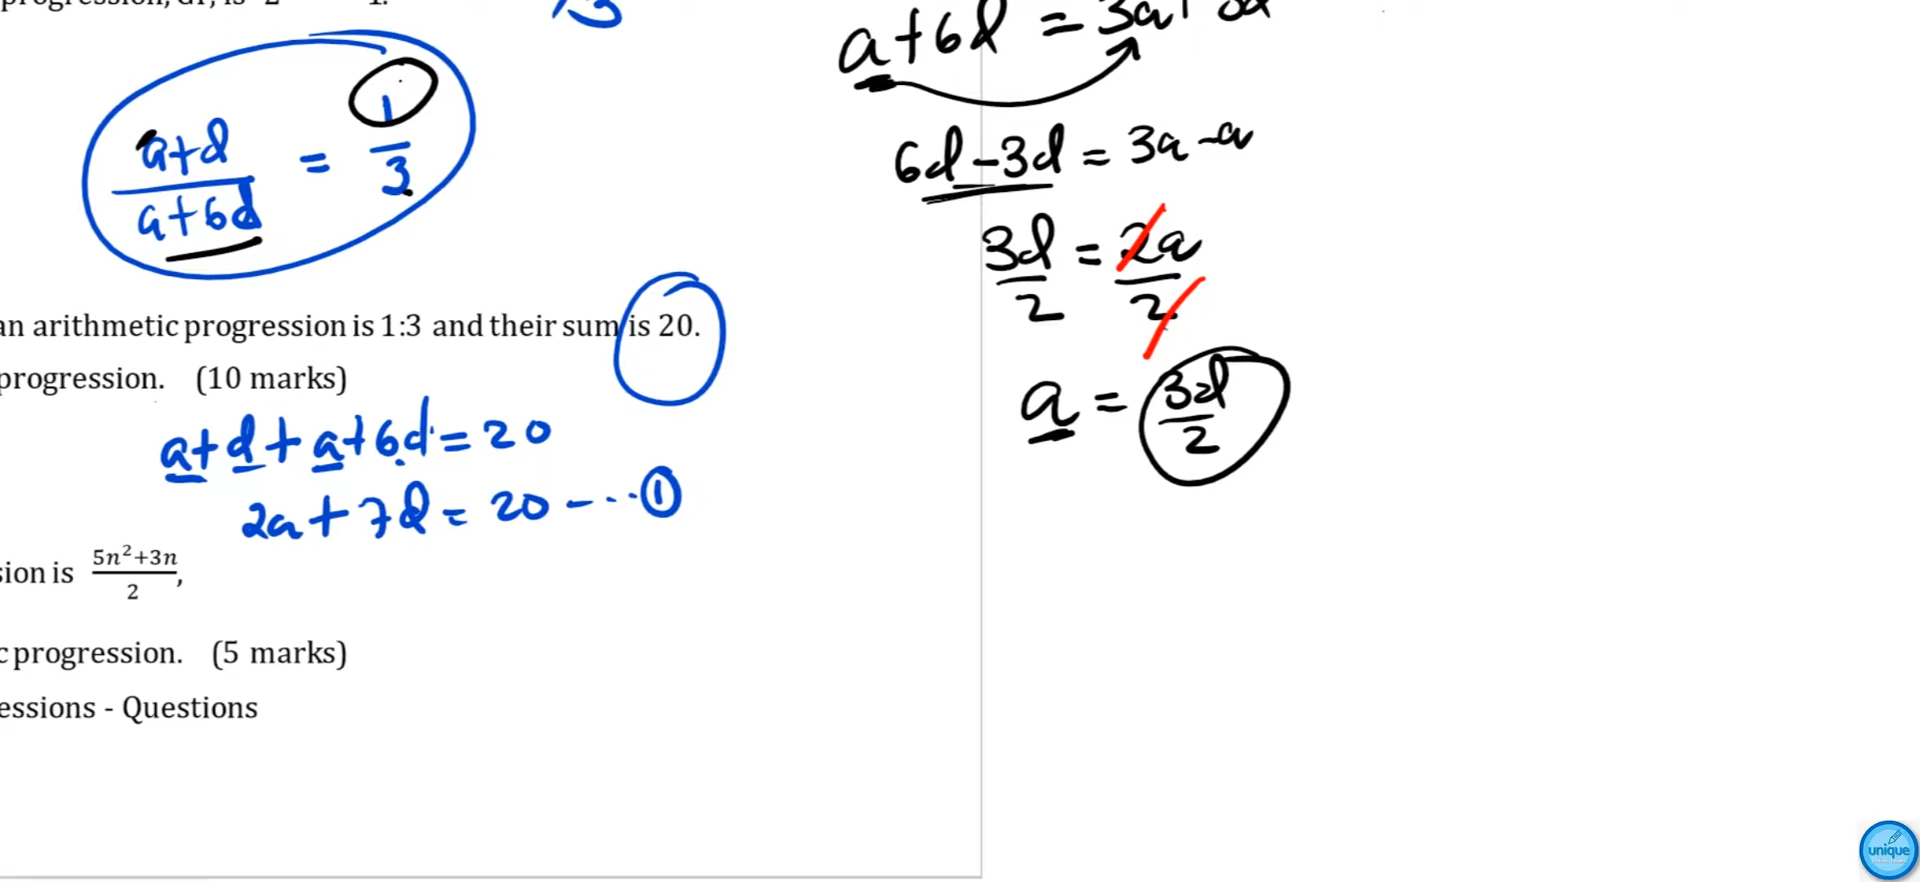 a+d/a+6d = 1/3
an arithmetic progression is 1:3 and their sum is 20.
progression. (10 marks)
a+d+a+6d=20
2a+7d=20 --- ①
sion is (5n²+3n)/2,
c progression. (5 marks)
essions - Questions
a+6d = 3a+3d
6d-3d = 3a-a
3d/2 = 2a/2
a = 3d/2
unique